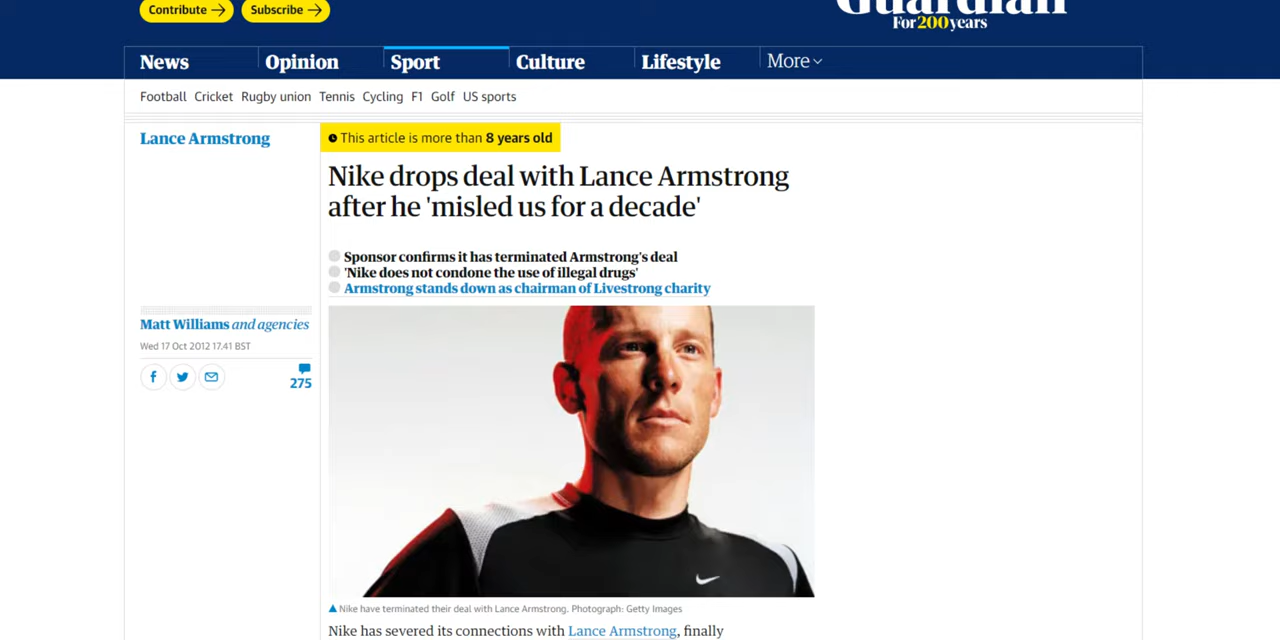 Contribute →
Subscribe →
Guardian
For200years
News
Opinion
Sport
Culture
Lifestyle
More
Football
Cricket
Rugby union
Tennis
Cycling
F1
Golf
US sports
Lance Armstrong
This article is more than 8 years old
Nike drops deal with Lance Armstrong
after he 'misled us for a decade'
Sponsor confirms it has terminated Armstrong's deal
'Nike does not condone the use of illegal drugs'
Armstrong stands down as chairman of Livestrong charity
Matt Williams and agencies
Wed 17 Oct 2012 17.41 BST
275
Nike have terminated their deal with Lance Armstrong. Photograph: Getty Images
Nike has severed its connections with Lance Armstrong, finally